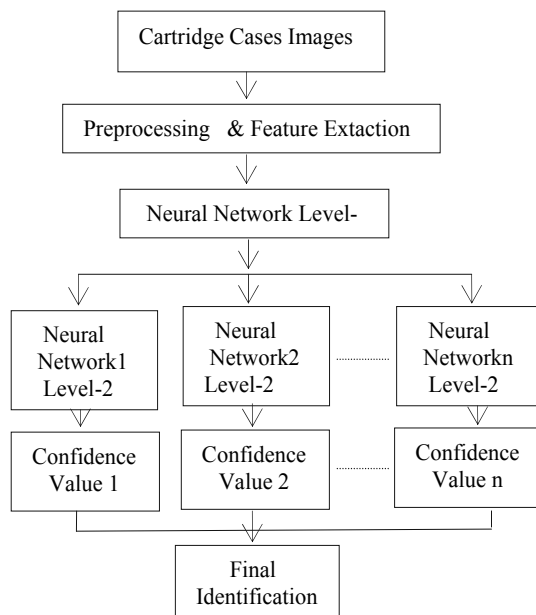 Cartridge Cases Images
Preprocessing & Feature Extaction
Neural Network Level-
Neural
Network1
Level-2
Neural
Network2
Level-2
Neural
Networkn
Level-2
Confidence
Value 1
Confidence
Value 2
Confidence
Value n
Final
Identification